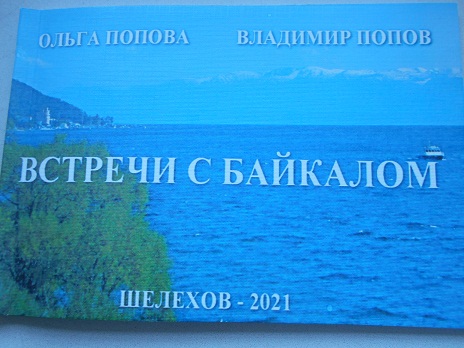 ОЛЬГА ПОПОВА ВЛАДИМИР ПОПОВ
ВСТРЕЧИ С БАЙКАЛОМ
ШЕЛЕХОВ - 2021